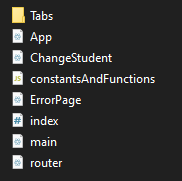 Tabs
App
ChangeStudent
constantsAndFunctions
ErrorPage
index
main
router